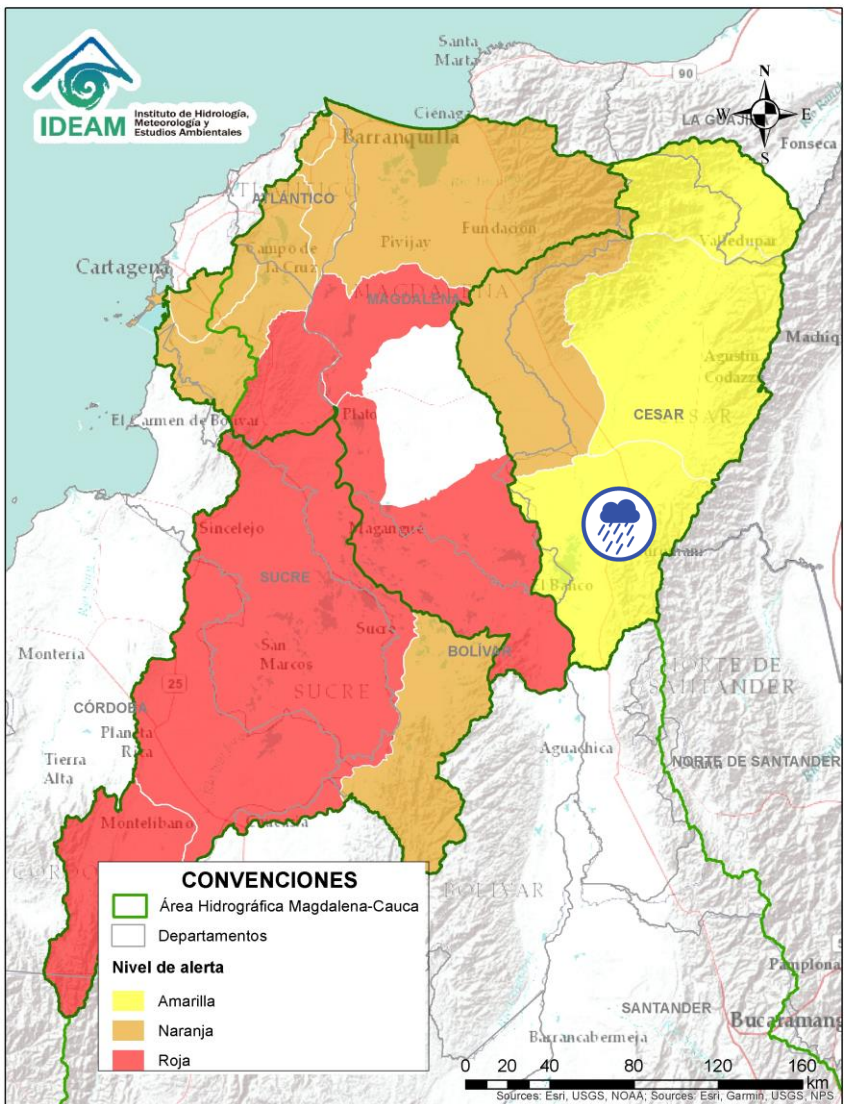 IDEAM
Instituto de Hidrología,
Meteorología y
Estudios Ambientales
Santa
Marta
90
N
W
E
S
LA GUAJI
Fonseca
Ciénaga
Barranquilla
ATLÁNTICO
Campo de
la Cruz
Pivijay
Fundación
Valledupar
Cartagena
MAGDALENA
Agustín
Codazzi
CESAR
El Carmen de Bolívar
Plato
Sincelejo
Magangué
SUCRE
El Banco
Sucre
BOLÍVAR
San
Marcos
SUCRE
Montería
25
CÓRDOBA
Planeta
Rica
NORTE DE
SANTANDER
Aguachica
NORTE DE SANTANDER
Tierra
Alta
Montelíbano
Caucasia
BOLÍVAR
CONVENCIONES
Área Hidrográfica Magdalena-Cauca
Departamentos
Nivel de alerta
Amarilla
Naranja
Roja
Pamplona
SANTANDER
Bucaramang
Barrancabermeja
0 20 40 80 120 160
km
Sources: Esri, USGS, NOAA; Sources: Esri, Garmin, USGS, NPS